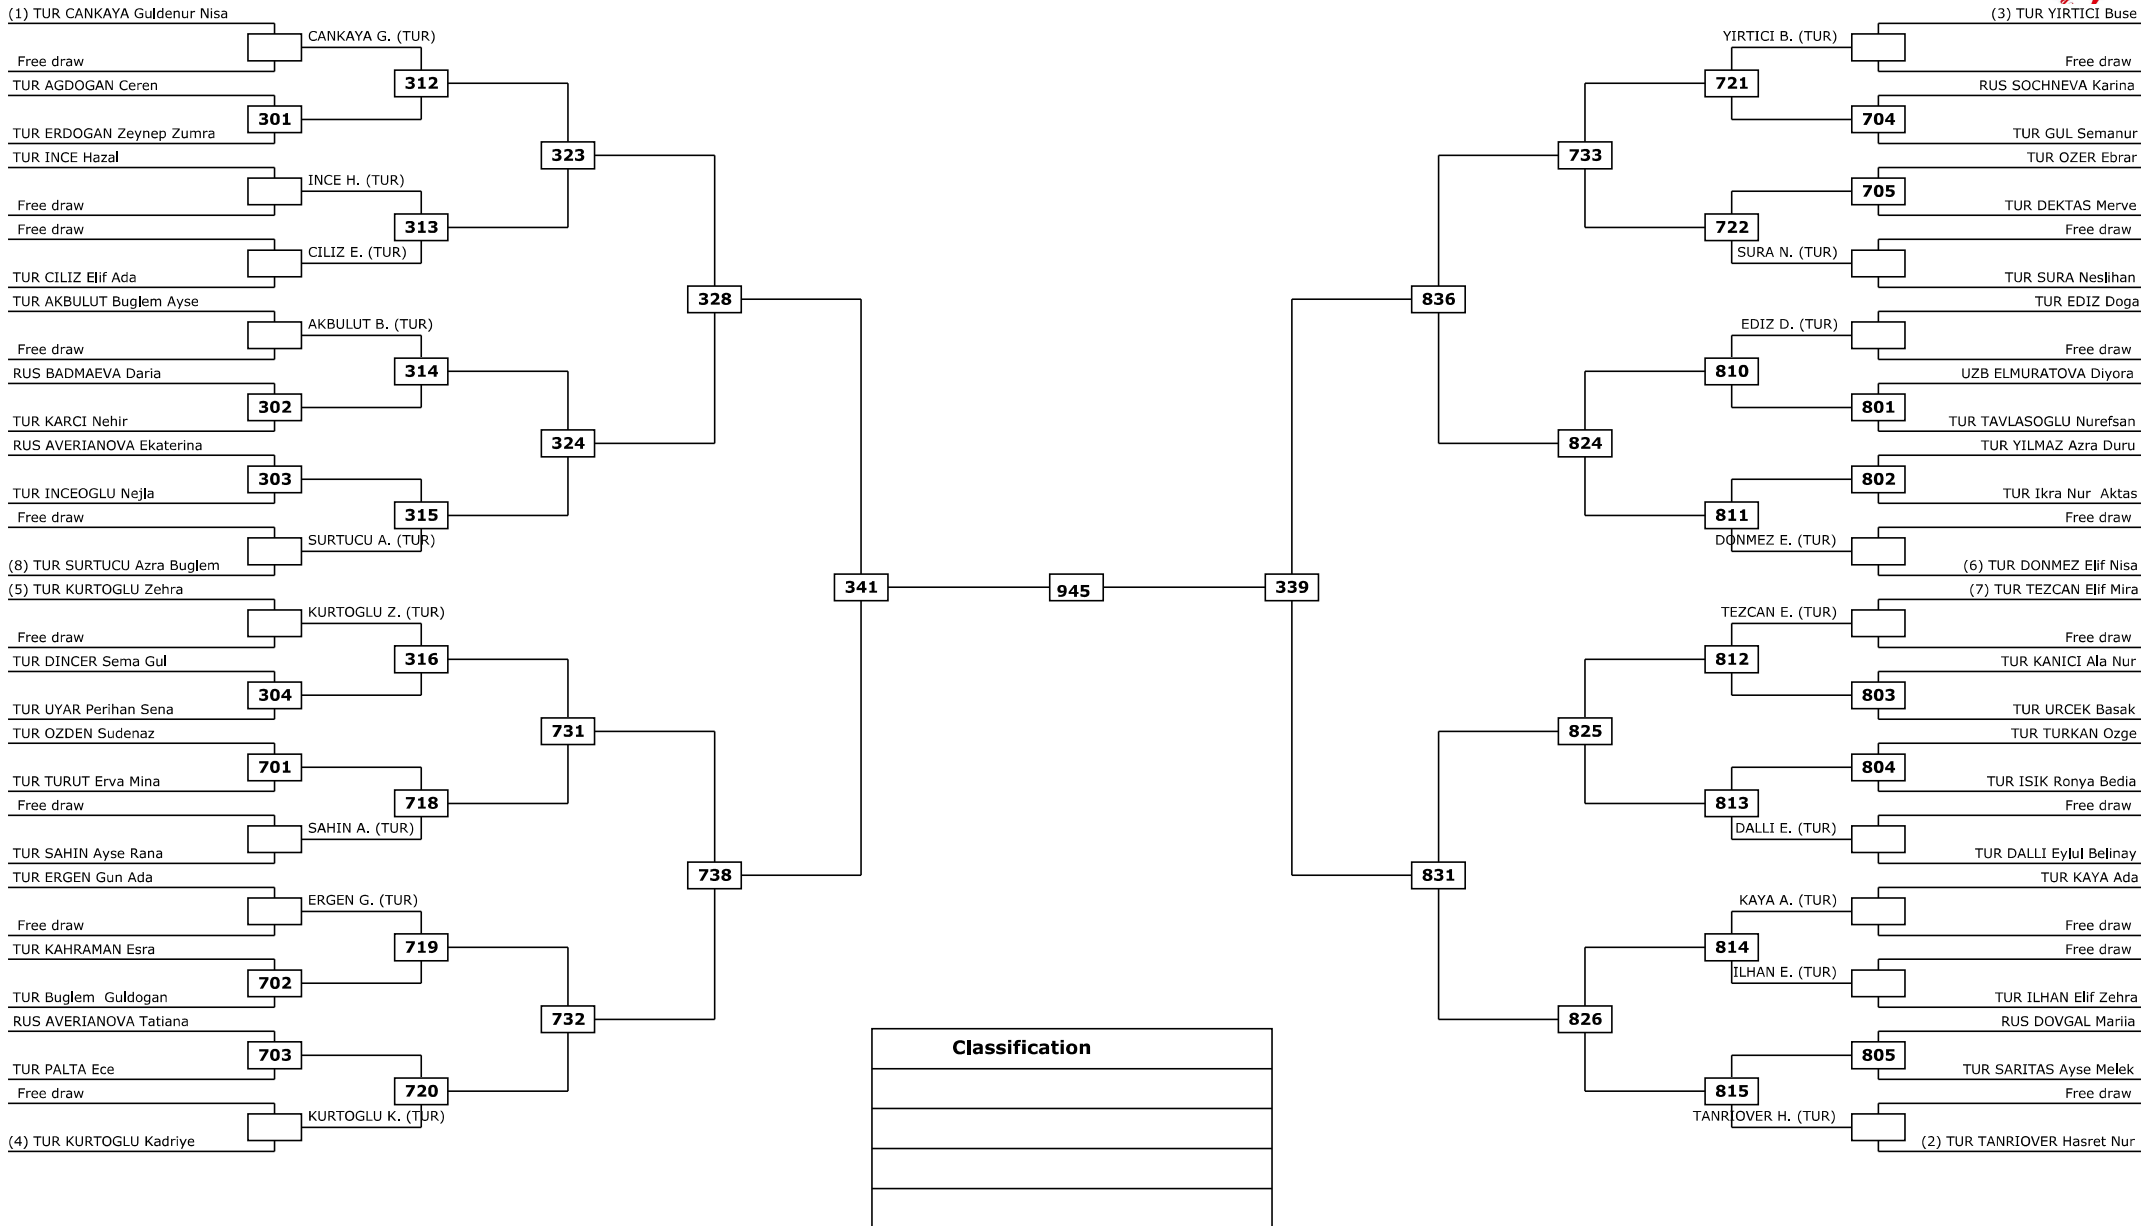 (1) TUR CANKAYA Guldenur Nisa
CANKAYA G. (TUR)
Free draw
312
TUR AGDOGAN Ceren
301
TUR ERDOGAN Zeynep Zumra
323
TUR INCE Hazal
INCE H. (TUR)
Free draw
313
Free draw
CILIZ E. (TUR)
TUR CILIZ Elif Ada
328
TUR AKBULUT Buglem Ayse
AKBULUT B. (TUR)
Free draw
314
RUS BADMAEVA Daria
302
TUR KARCI Nehir
324
RUS AVERIANOVA Ekaterina
303
TUR INCEOGLU Nejla
315
Free draw
SURTUCU A. (TUR)
(8) TUR SURTUCU Azra Buglem
341
(5) TUR KURTOGLU Zehra
KURTOGLU Z. (TUR)
Free draw
316
TUR DINCER Sema Gul
304
TUR UYAR Perihan Sena
731
TUR OZDEN Sudenaz
701
TUR TURUT Erva Mina
718
Free draw
SAHIN A. (TUR)
TUR SAHIN Ayse Rana
738
TUR ERGEN Gun Ada
ERGEN G. (TUR)
Free draw
719
TUR KAHRAMAN Esra
702
TUR Buglem  Guldogan
732
RUS AVERIANOVA Tatiana
703
TUR PALTA Ece
720
Free draw
KURTOGLU K. (TUR)
(4) TUR KURTOGLU Kadriye
945
(3) TUR YIRTICI Buse
YIRTICI B. (TUR)
Free draw
721
RUS SOCHNEVA Karina
704
TUR GUL Semanur
733
TUR OZER Ebrar
705
TUR DEKTAS Merve
722
Free draw
SURA N. (TUR)
TUR SURA Neslihan
836
TUR EDIZ Doga
EDIZ D. (TUR)
Free draw
810
UZB ELMURATOVA Diyora
801
TUR TAVLASOGLU Nurefsan
824
TUR YILMAZ Azra Duru
802
TUR Ikra Nur  Aktas
811
Free draw
DONMEZ E. (TUR)
(6) TUR DONMEZ Elif Nisa
339
(7) TUR TEZCAN Elif Mira
TEZCAN E. (TUR)
Free draw
812
TUR KANICI Ala Nur
803
TUR URCEK Basak
825
TUR TURKAN Ozge
804
TUR ISIK Ronya Bedia
813
Free draw
DALLI E. (TUR)
TUR DALLI Eylul Belinay
831
TUR KAYA Ada
KAYA A. (TUR)
Free draw
814
Free draw
ILHAN E. (TUR)
TUR ILHAN Elif Zehra
826
RUS DOVGAL Mariia
805
TUR SARITAS Ayse Melek
815
Free draw
TANRIOVER H. (TUR)
(2) TUR TANRIOVER Hasret Nur
Classification